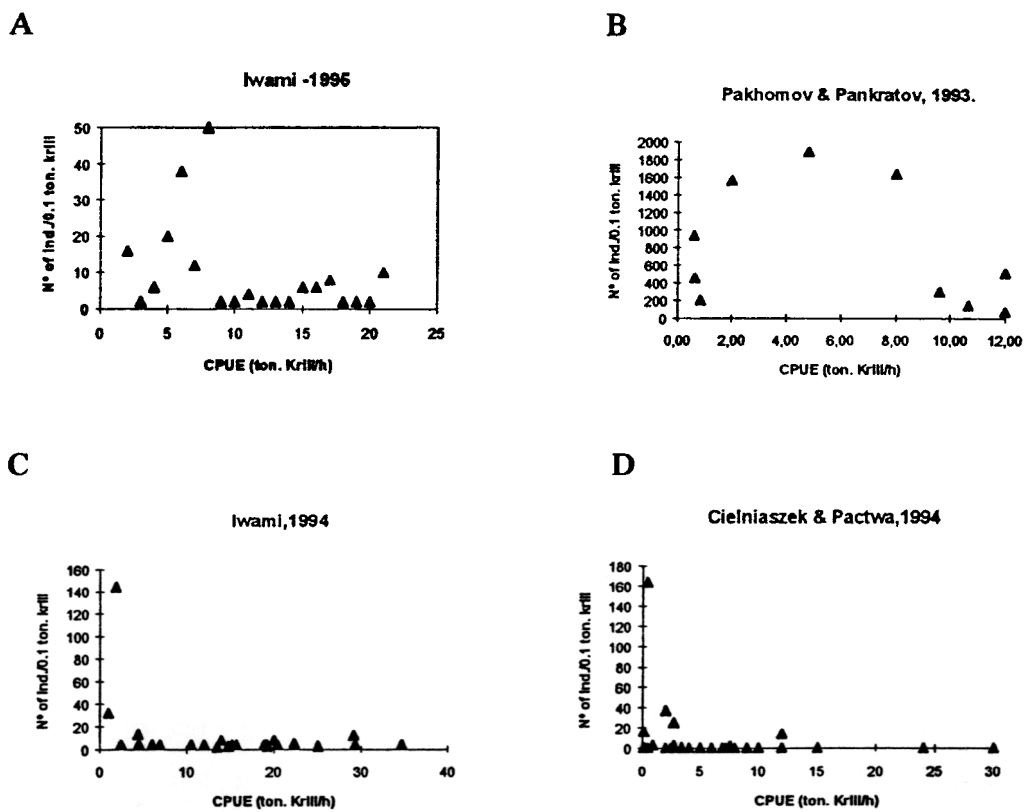 A
B
Iwami -1995
Pakhomov & Pankratov, 1993.
N° of Ind./0.1 ton. krill
50
40
30
20
10
0
0 5 10 15 20 25
CPUE (ton. Krill/h)
N° of Ind./0.1 ton. krill
2000
1800
1600
1400
1200
1000
800
600
400
200
0
0,00 2,00 4,00 6,00 8,00 10,00 12,00
CPUE (ton. Krill/h)
C
D
Iwami,1994
Cielniaszek & Pactwa,1994
N° of Ind./0.1 ton. krill
160
140
120
100
80
60
40
20
0
0 10 20 30 40
CPUE (ton. Krill/h)
N° of Ind./0.1 ton. krill
180
160
140
120
100
80
60
40
20
0
0 5 10 15 20 25 30
CPUE (ton. Krill/h)